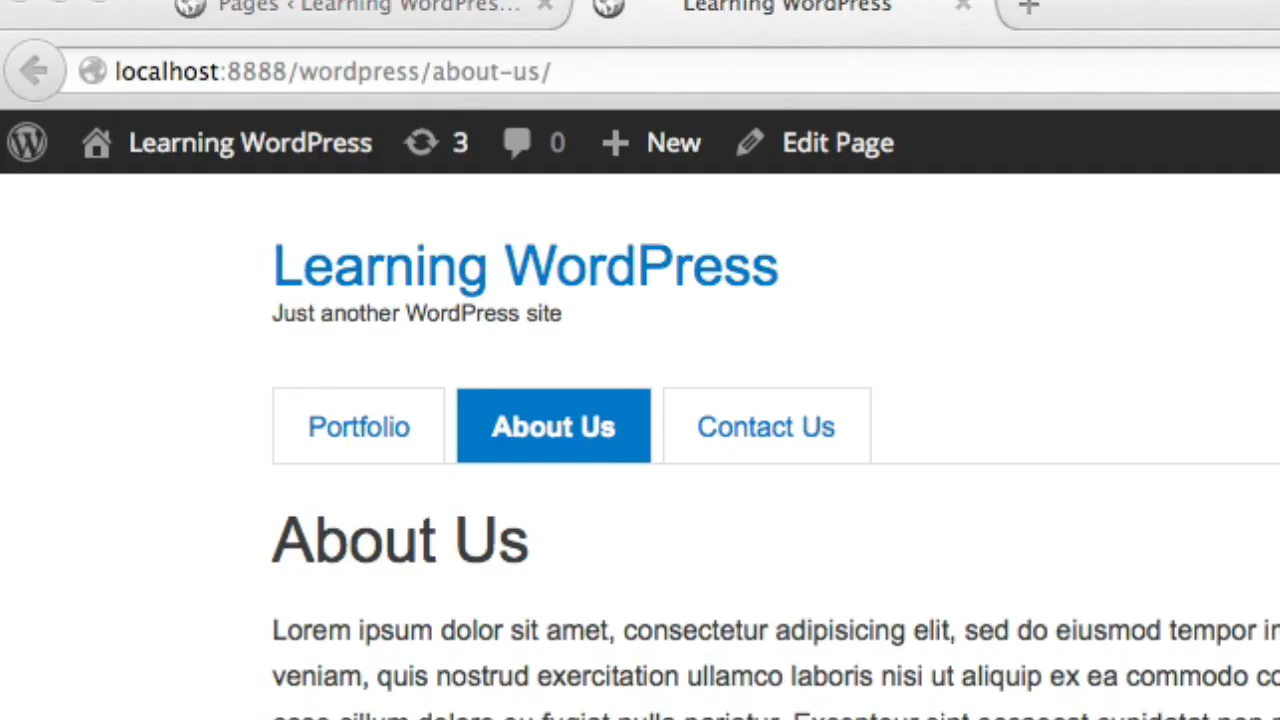 Pages ‹ Learning WordPres...
Learning WordPress
localhost:8888/wordpress/about-us/
Learning WordPress 3 0 New Edit Page
Learning WordPress
Just another WordPress site
Portfolio About Us Contact Us
About Us
Lorem ipsum dolor sit amet, consectetur adipisicing elit, sed do eiusmod tempor
veniam, quis nostrud exercitation ullamco laboris nisi ut aliquip ex ea commodo